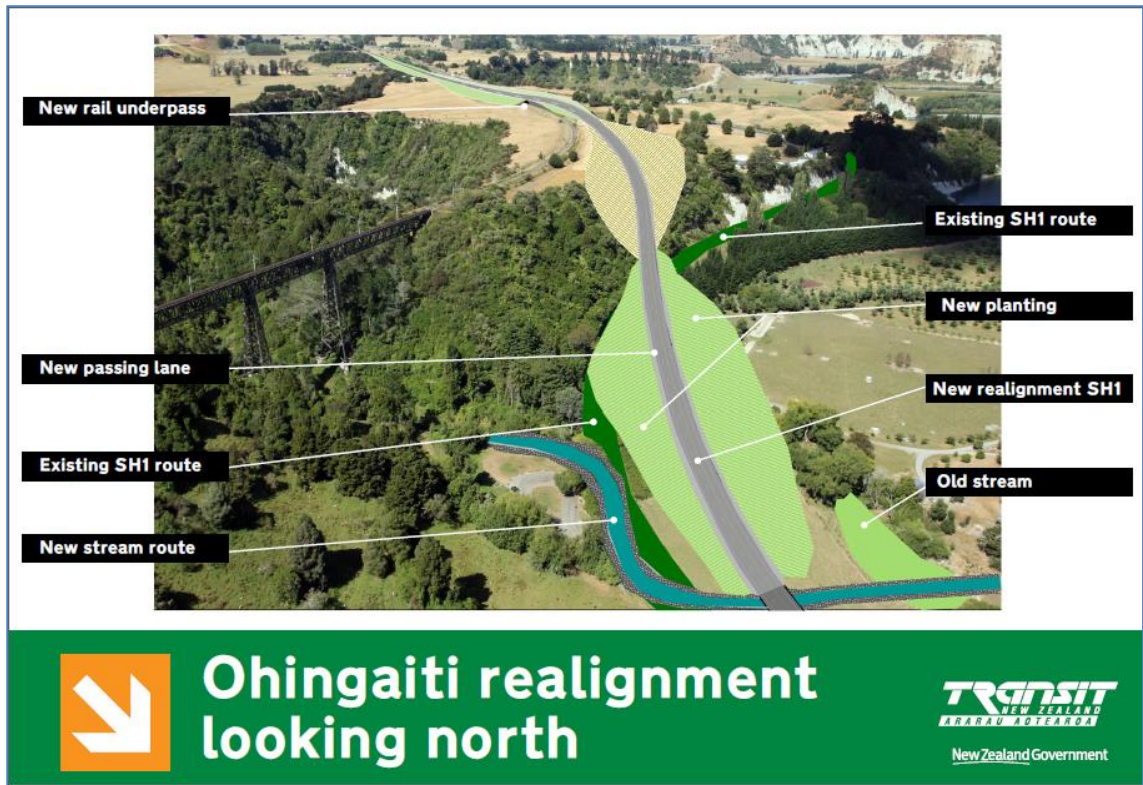 New rail underpass
Existing SH1 route
New planting
New passing lane
New realignment SH1
Existing SH1 route
Old stream
New stream route
Ohingaiti realignment
looking north
TRANSIT
NEW ZEALAND
ARARAU AOTEAROA
New Zealand Government